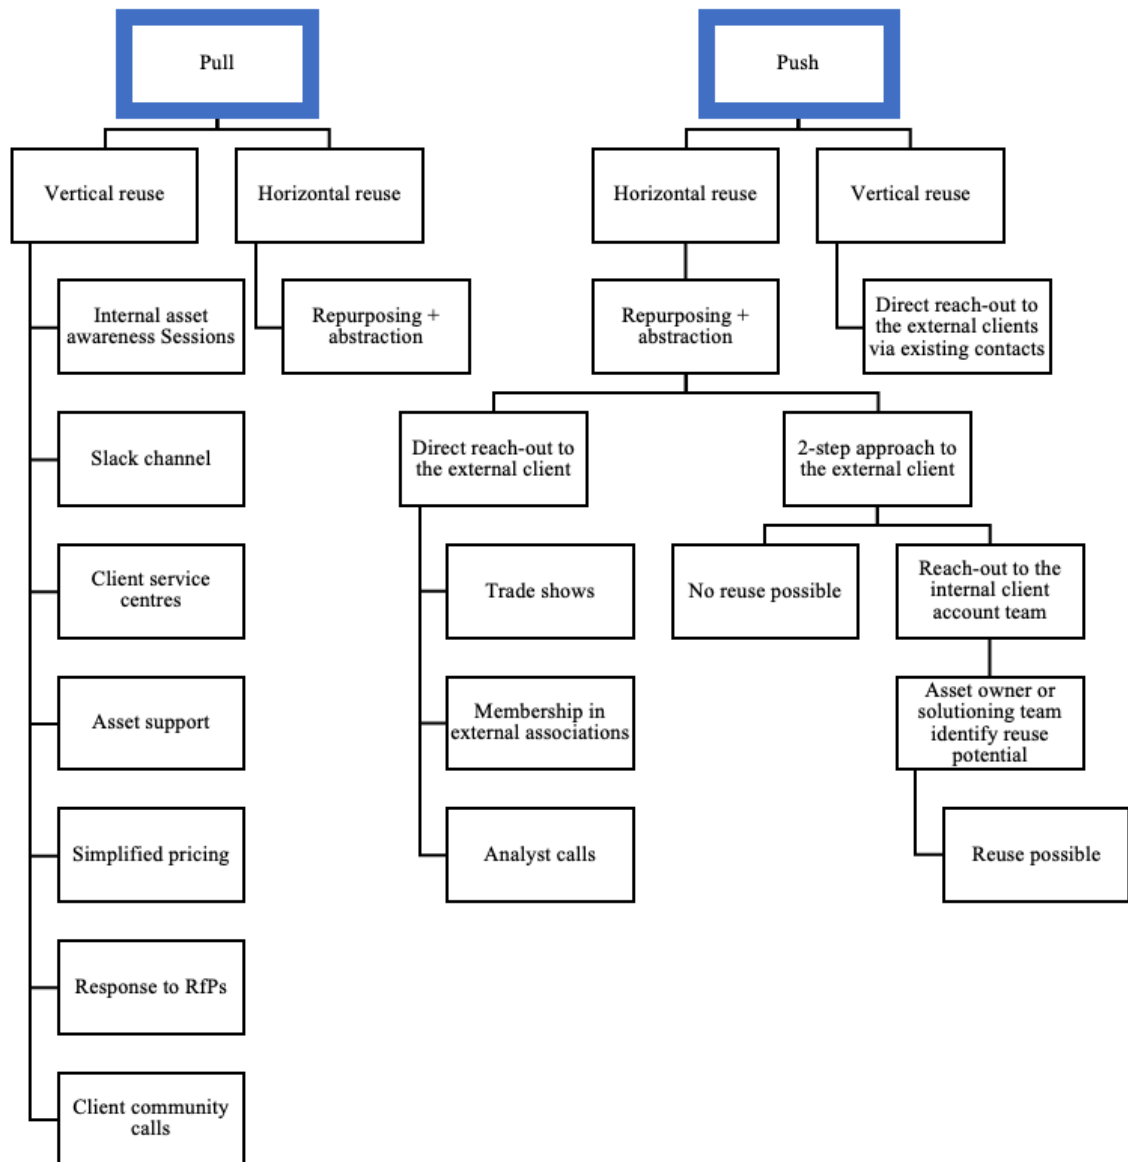 Pull
Push
Vertical reuse
Horizontal reuse
Horizontal reuse
Vertical reuse
Internal asset
awareness Sessions
Repurposing +
abstraction
Repurposing +
abstraction
Direct reach-out to
the external clients
via existing contacts
Slack channel
Direct reach-out to
the external client
2-step approach to
the external client
Client service
centres
Trade shows
No reuse possible
Reach-out to the
internal client
account team
Asset support
Membership in
external associations
Asset owner or
solutioning team
identify reuse
potential
Simplified pricing
Analyst calls
Reuse possible
Response to RfPs
Client community
calls